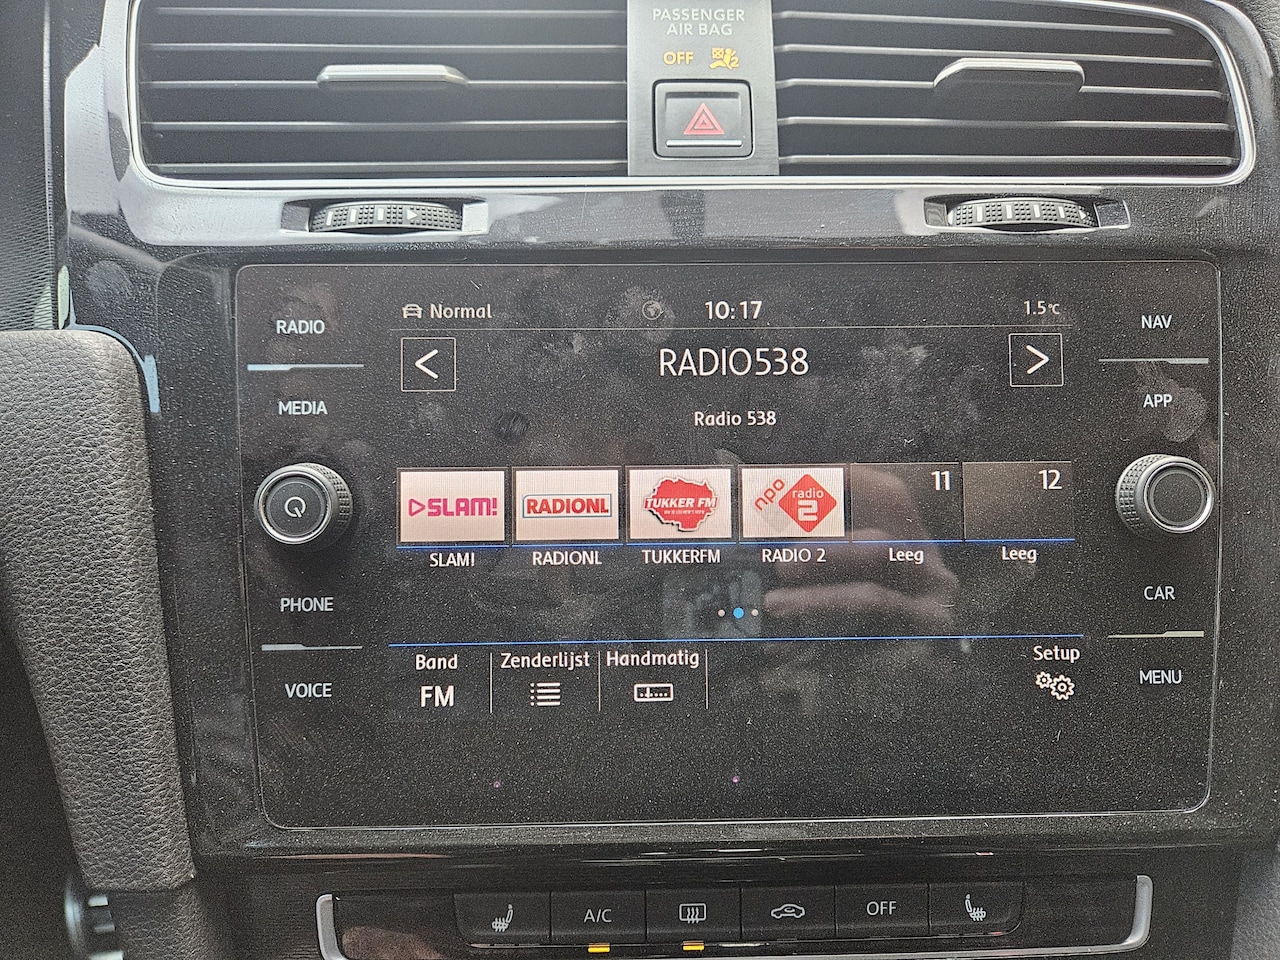 PASSENGER
AIR BAG
OFF 2
Normal 10:17 1.5°C
RADIO NAV
RADIO538
MEDIA APP
Radio 538
SLAM! RADIONL TUKKER FM npo radio 2 11 12
SLAM! RADIONL TUKKERFM RADIO 2 Leeg Leeg
PHONE CAR
Band Zenderlijst Handmatig Setup
FM
VOICE MENU
A/C OFF